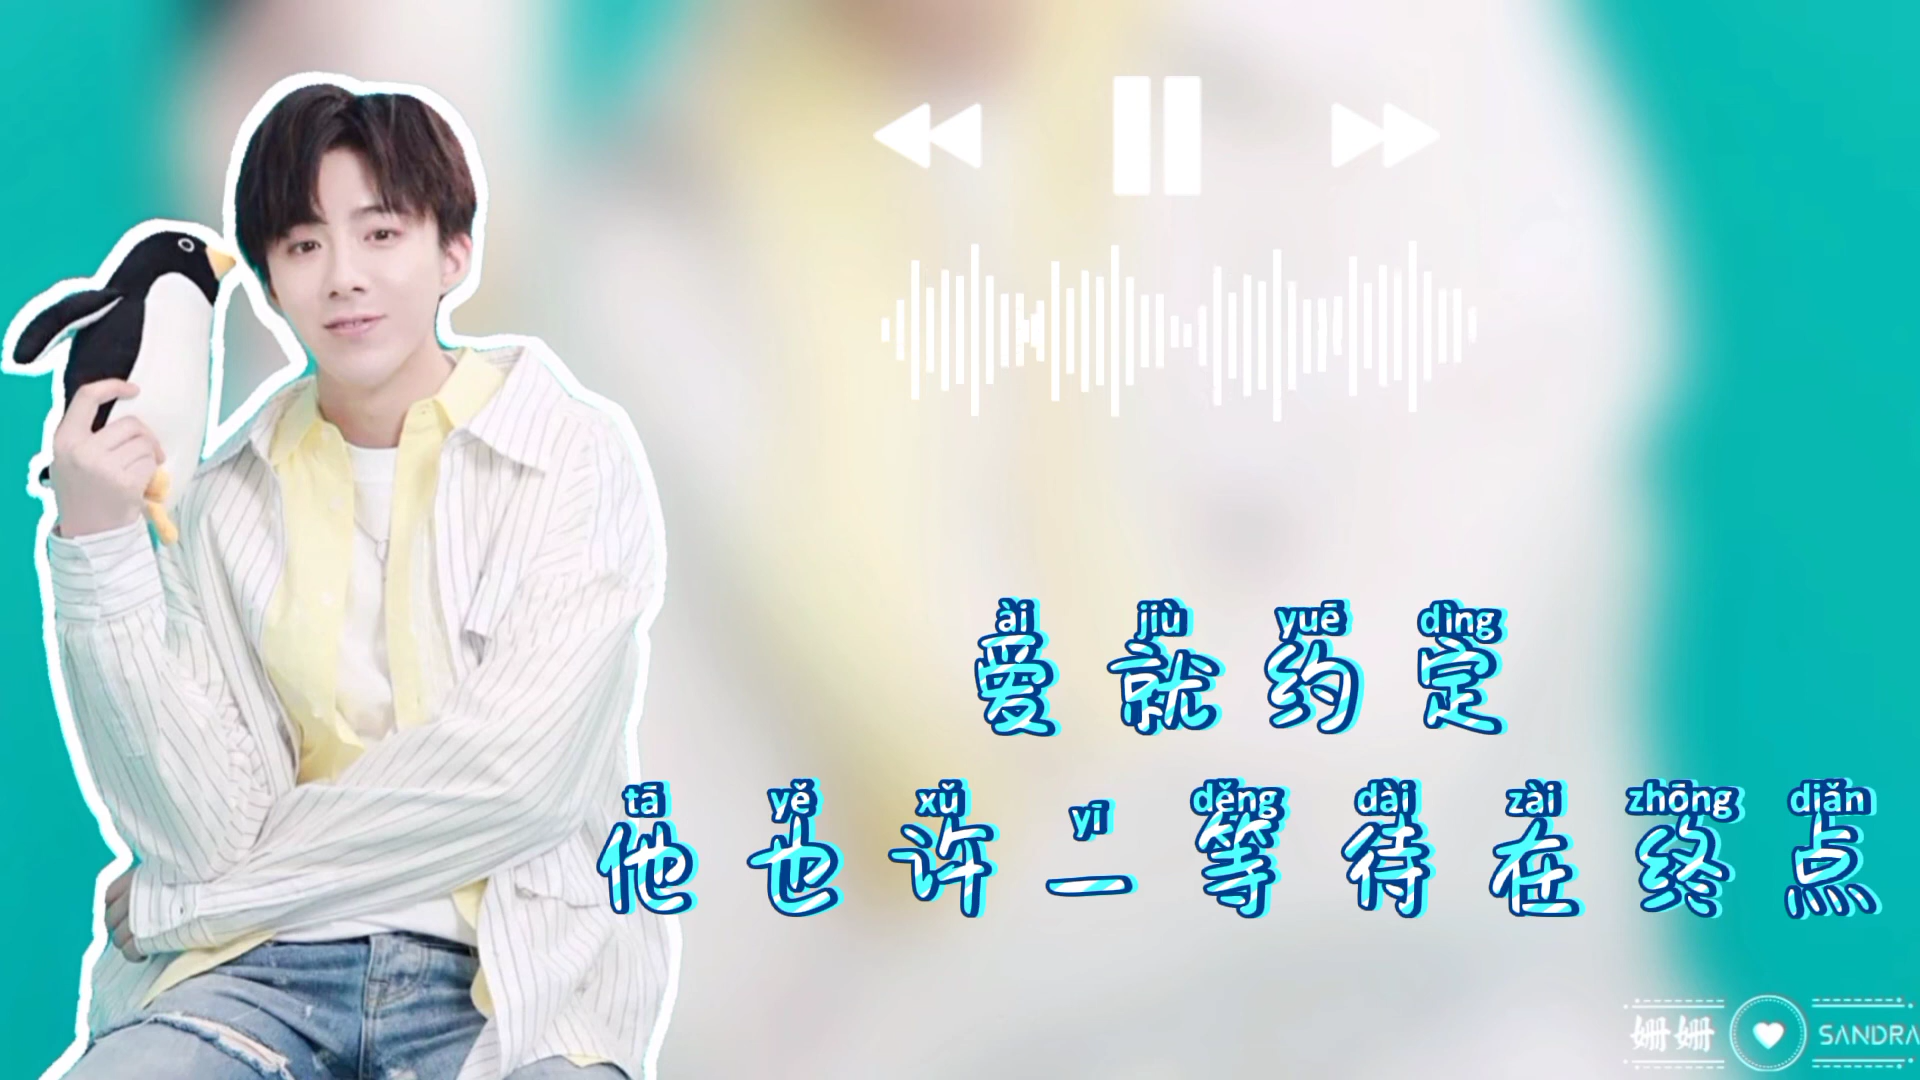 ài jiù yuē dìng
爱就约定
tā yě xǔ yī děng dài zài zhōng diǎn
他也许一等待在终点
姗姗 SANDRA